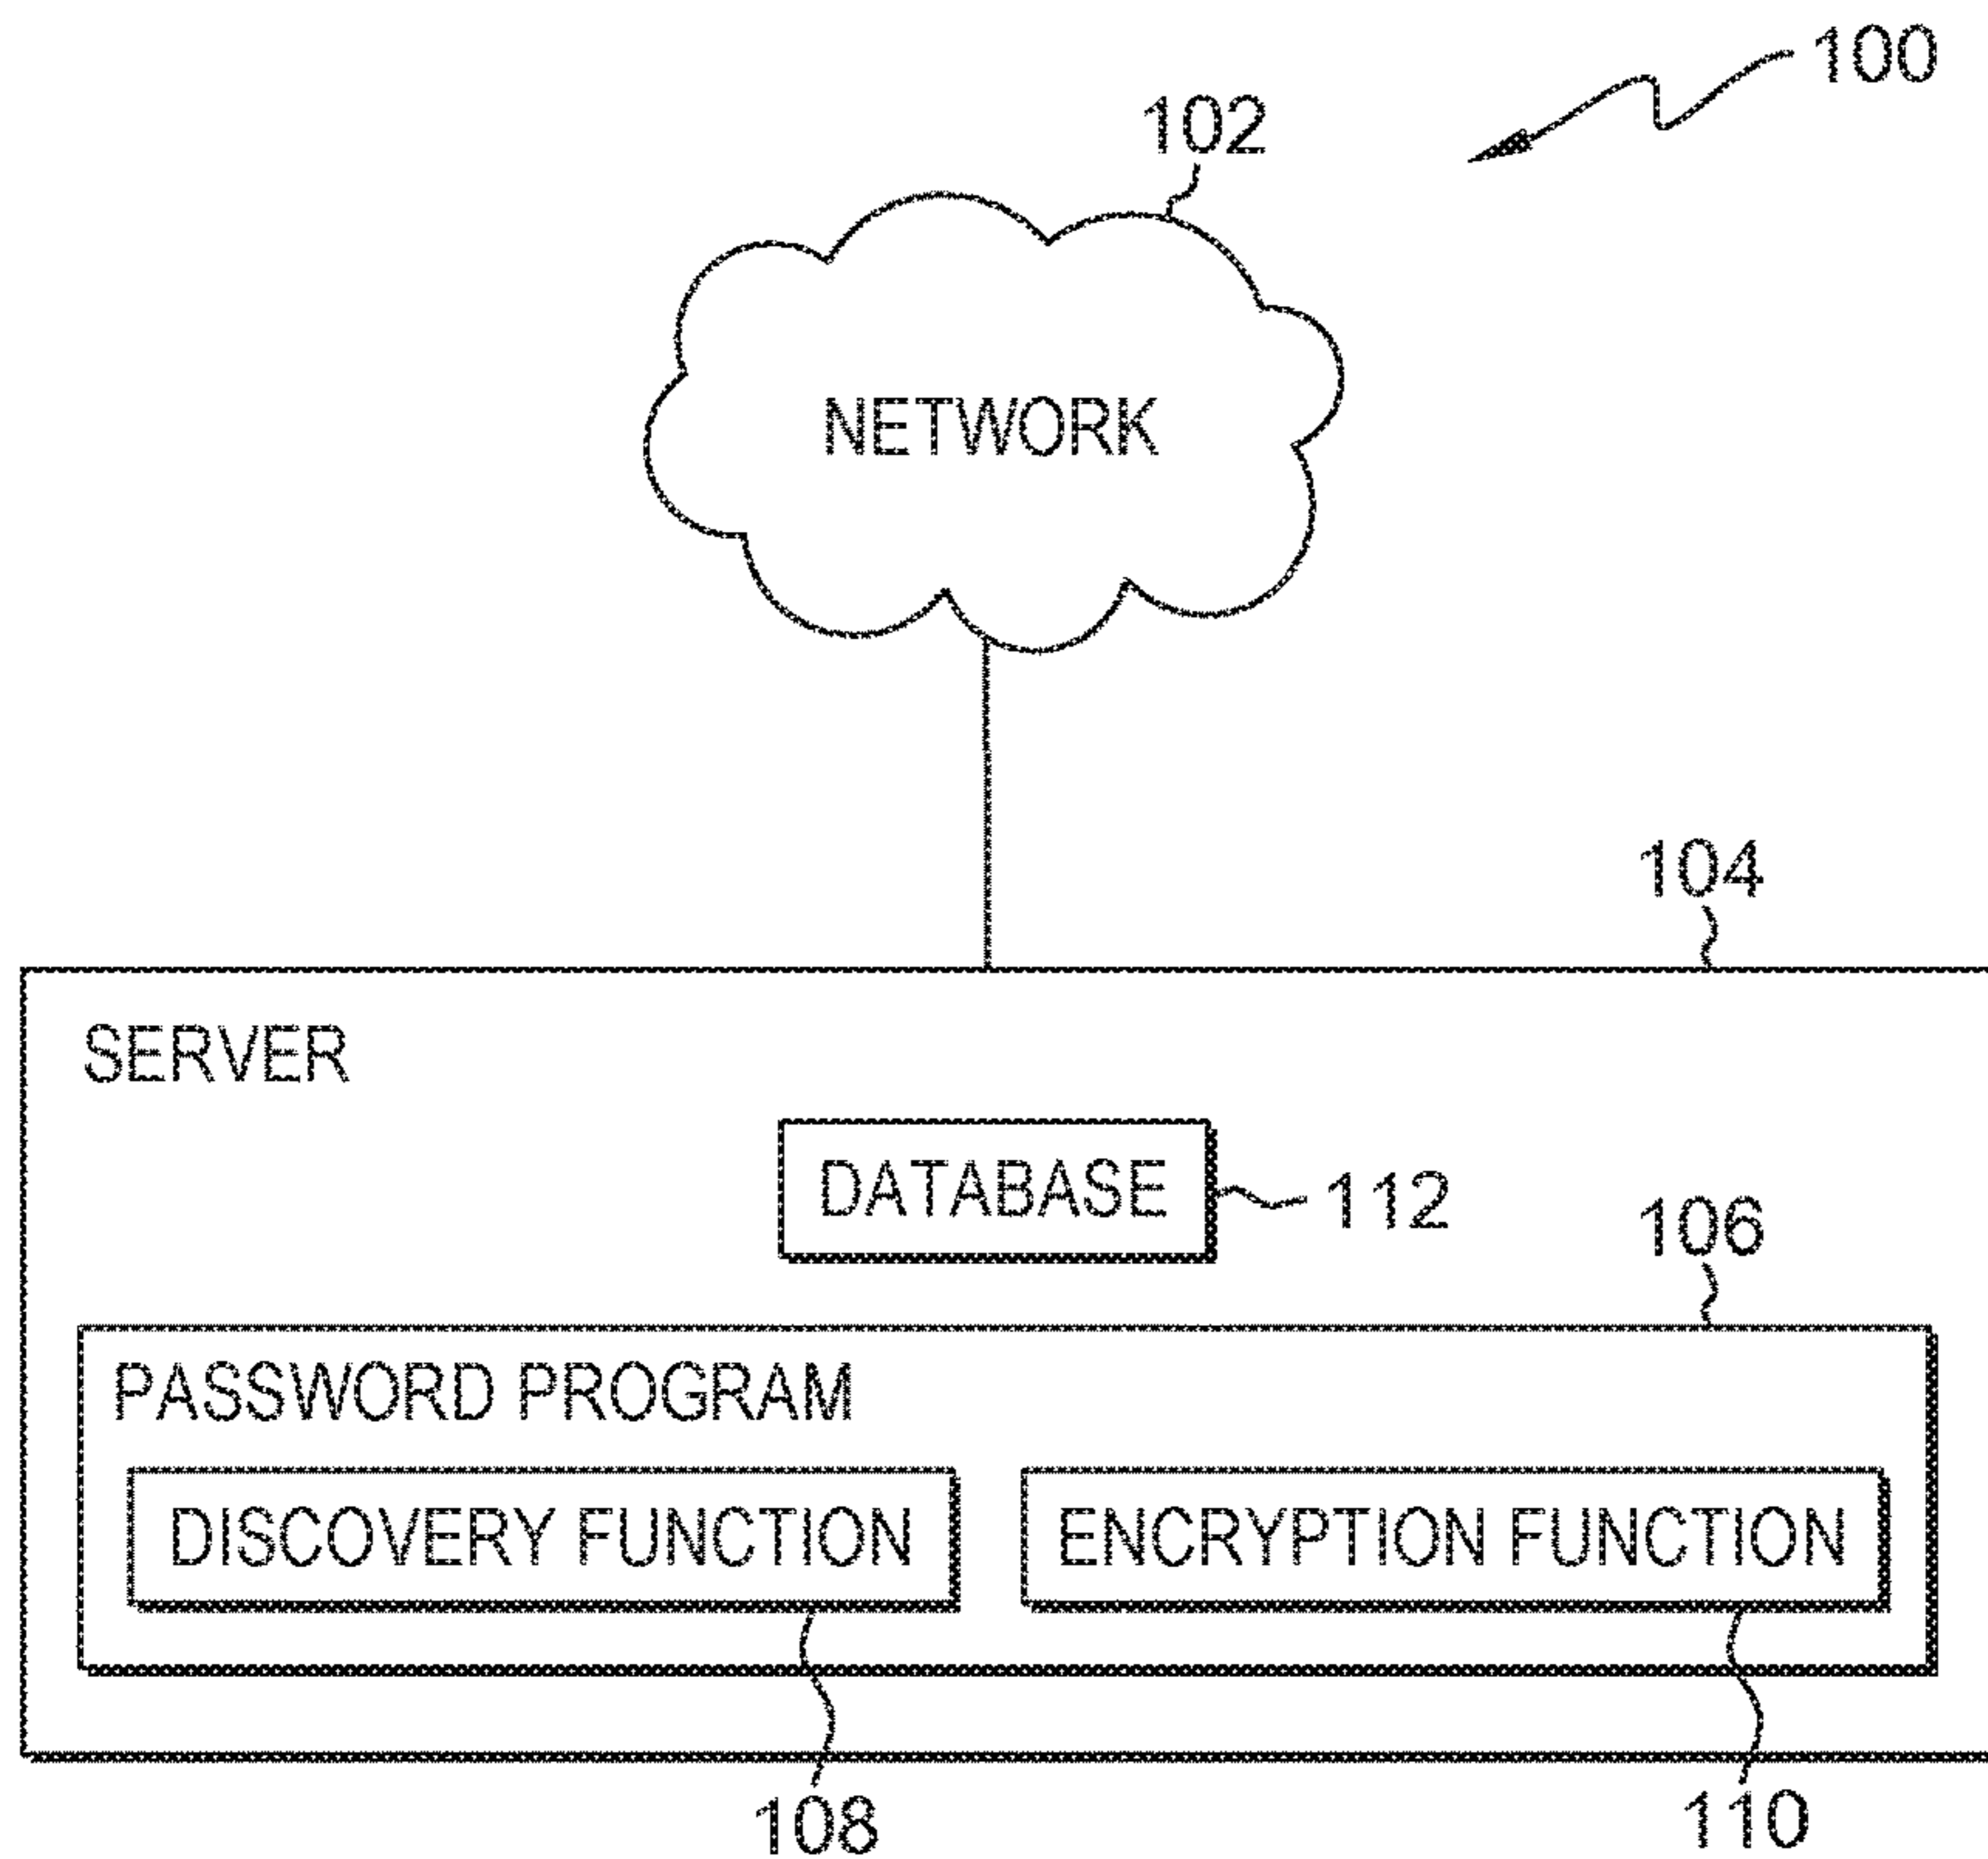 100
102
NETWORK
104
SERVER
DATABASE
112
106
PASSWORD PROGRAM
DISCOVERY FUNCTION
ENCRYPTION FUNCTION
108
110